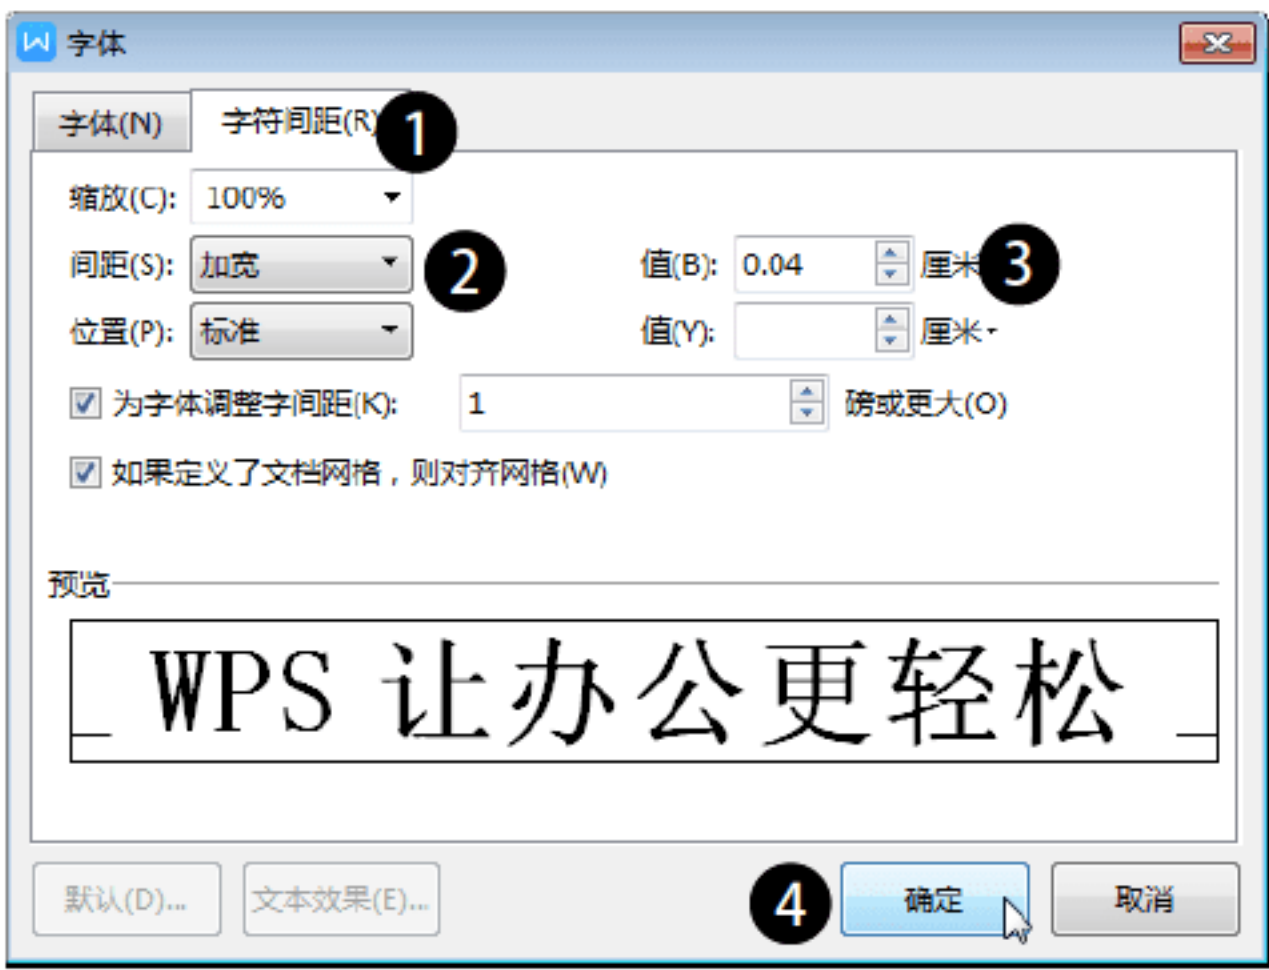 字体
字体(N) 字符间距(R) 1
缩放(C): 100%
间距(S): 加宽 2 值(B): 0.04 厘米 3
位置(P): 标准 值(Y): 厘米
为字体调整字间距(K): 1 磅或更大(O)
如果定义了文档网格，则对齐网格(W)
预览
WPS 让办公更轻松
默认(D)... 文本效果(E)... 4 确定 取消